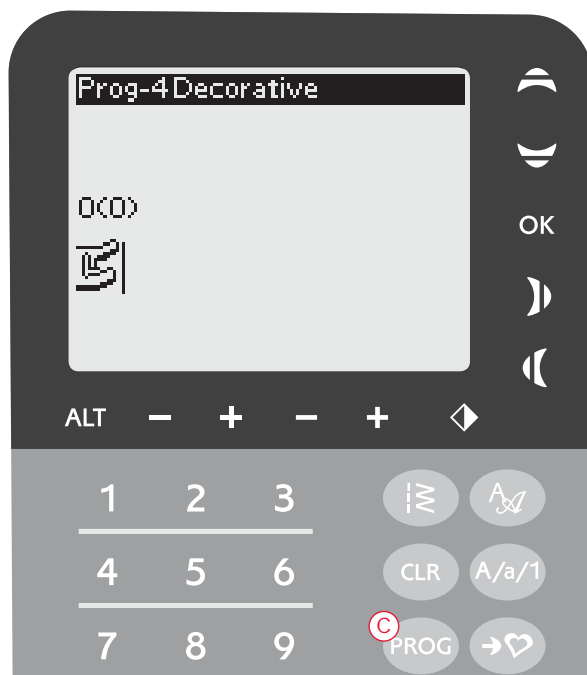 Prog-4 Decorative
0(0)
OK
ALT - + - +
1 2 3
A
4 5 6 CLR A/a/1
C
7 8 9 PROG